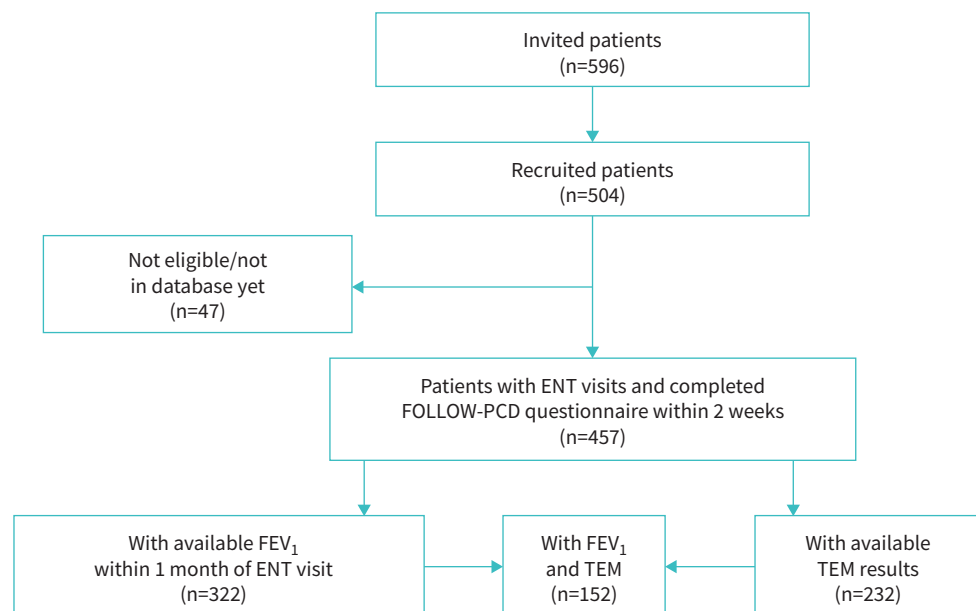 Invited patients
(n=596)
Recruited patients
(n=504)
Not eligible/not
in database yet
(n=47)
Patients with ENT visits and completed
FOLLOW-PCD questionnaire within 2 weeks
(n=457)
With available FEV₁
within 1 month of ENT visit
(n=322)
With FEV₁
and TEM
(n=152)
With available
TEM results
(n=232)